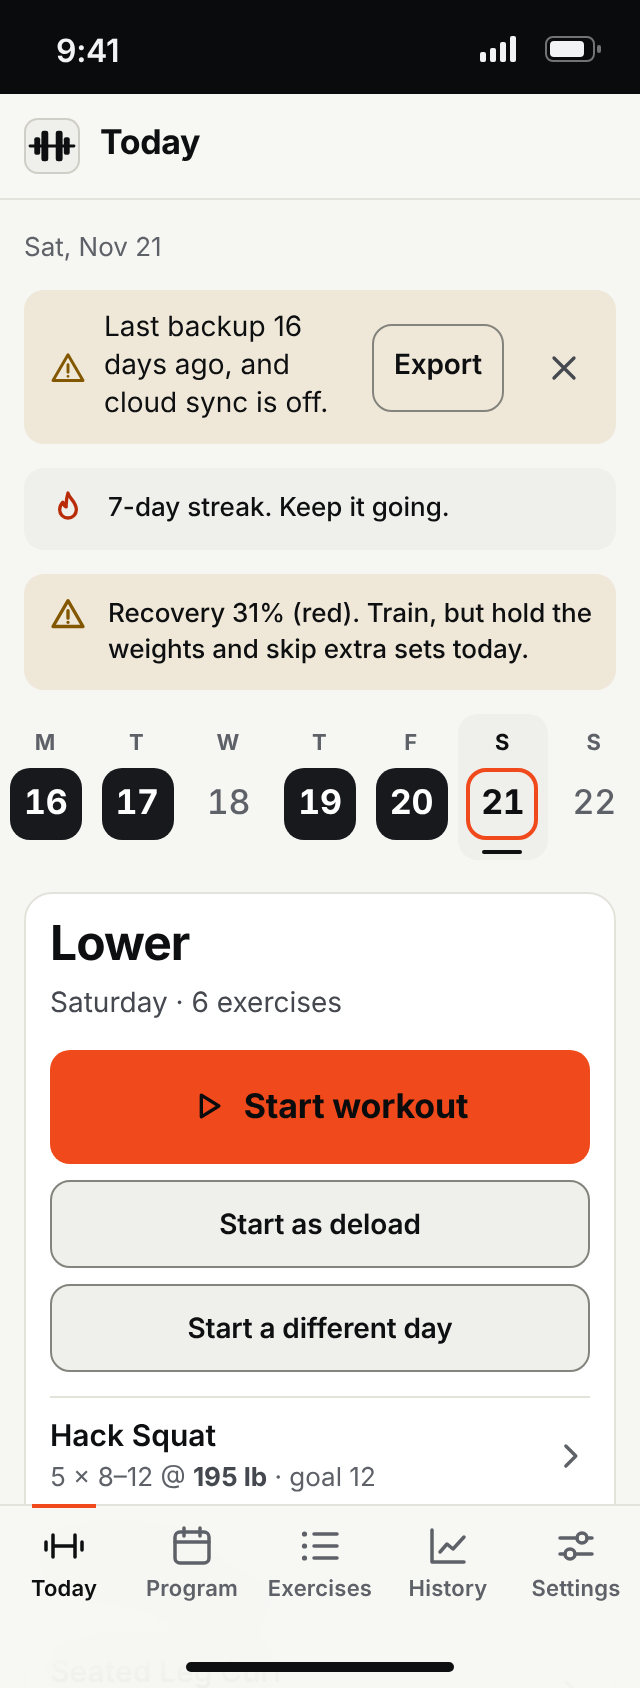 9:41
Today
Sat, Nov 21
Last backup 16
days ago, and
cloud sync is off.
Export
7-day streak. Keep it going.
Recovery 31% (red). Train, but hold the
weights and skip extra sets today.
M T W T F S S
16 17 18 19 20 21 22
Lower
Saturday · 6 exercises
Start workout
Start as deload
Start a different day
Hack Squat
5 × 8–12 @ 195 lb · goal 12
Today Program Exercises History Settings
Seated Leg Curl